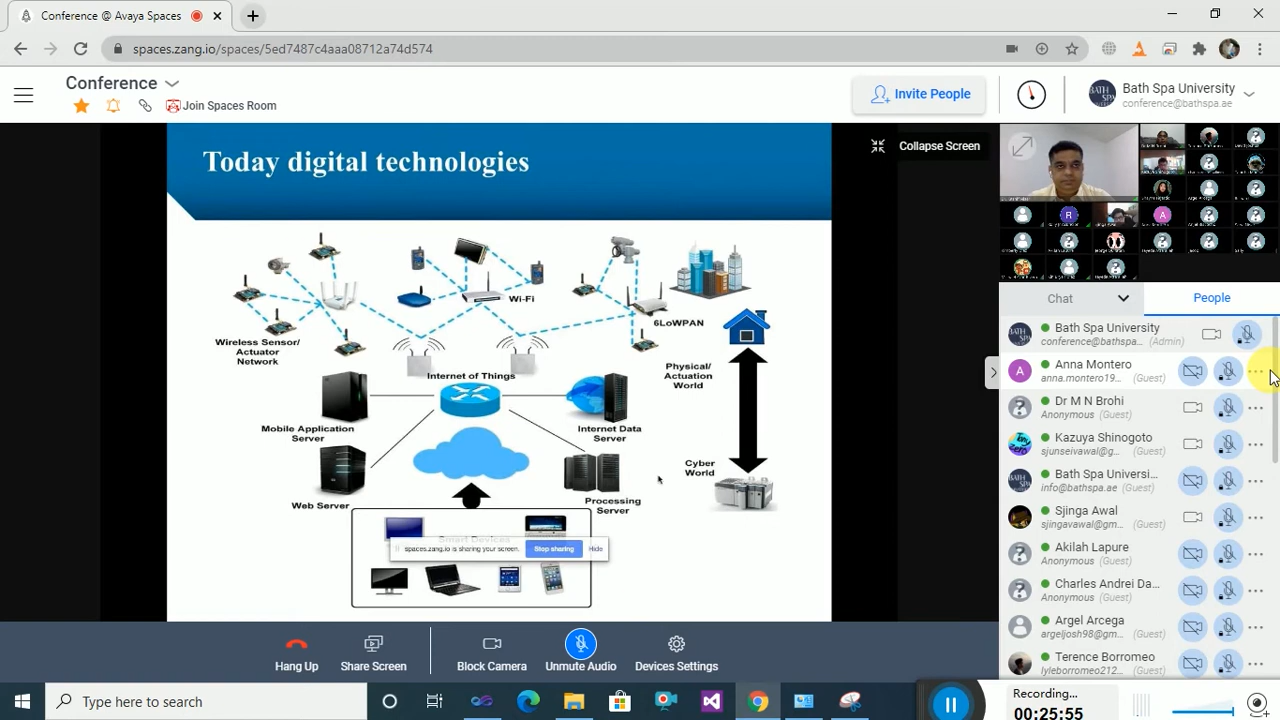 Conference @ Avaya Spaces
spaces.zang.io/spaces/5ed7487c4aaa08712a74d574
Conference
Join Spaces Room
Invite People
Bath Spa University
conference@bathspa.ae
Today digital technologies
Collapse Screen
Wi-Fi
6LoWPAN
Wireless Sensor/
Actuator
Network
Internet of Things
Physical/
Actuation
World
Mobile Application
Server
Internet Data
Server
Cyber
World
Web Server
Processing
Server
Smart Devices
spaces.zang.io is sharing your screen.
Stop sharing
Hide
Chat
People
Bath Spa University
conference@bathspa... (Admin)
Anna Montero
anna.montero19... (Guest)
Dr M N Brohi
Anonymous (Guest)
Kazuya Shinogoto
sjunseivawal@g... (Guest)
Bath Spa Universi...
info@bathspa.ae (Guest)
Sjinga Awal
sjingavawal@gm... (Guest)
Akilah Lapure
Anonymous (Guest)
Charles Andrei Da...
Anonymous (Guest)
Argel Arcega
argeljosh98@gm... (Guest)
Terence Borromeo
lyleborromeo212... (Guest)
Hang Up
Share Screen
Block Camera
Unmute Audio
Devices Settings
Type here to search
Recording...
00:25:55